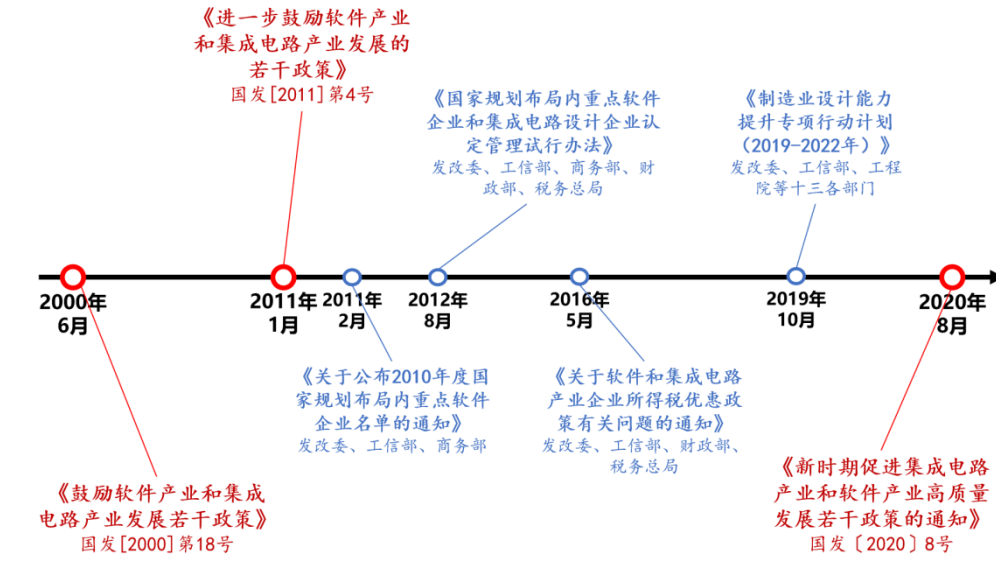 《进一步鼓励软件产业
和集成电路产业发展的
若干政策》
国发[2011]第4号
《国家规划布局内重点软件
企业和集成电路设计企业认
定管理试行办法》
发改委、工信部、商务部、财
政部、税务总局
《制造业设计能力
提升专项行动计划
(2019-2022年)》
发改委、工信部、工程
院等十三各部门
2000年
6月
2011年
1月
2011年
2月
2012年
8月
2016年
5月
2019年
10月
2020年
8月
《关于公布2010年度国
家规划布局内重点软件
企业名单的通知》
发改委、工信部、商务部
《关于软件和集成电路
产业企业所得税优惠政
策有关问题的通知》
发改委、工信部、财政部、
税务总局
《鼓励软件产业和集成
电路产业发展若干政策》
国发[2000]第18号
《新时期促进集成电路
产业和软件产业高质量
发展若干政策的通知》
国发〔2020〕8号